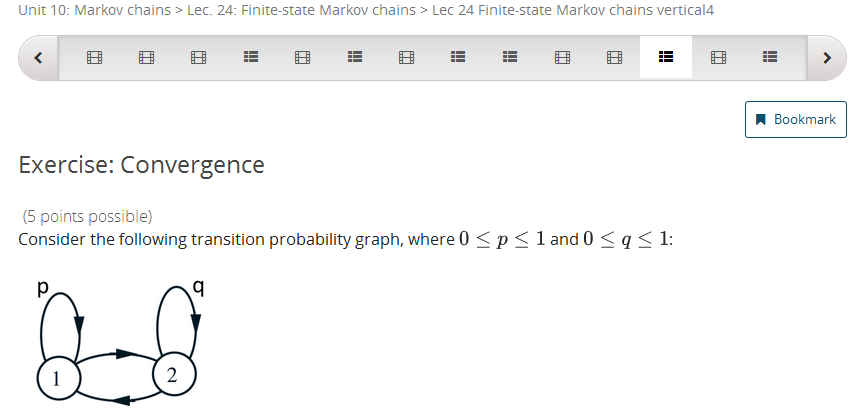 Unit 10: Markov chains > Lec. 24: Finite-state Markov chains > Lec 24 Finite-state Markov chains vertical4
Bookmark
Exercise: Convergence
(5 points possible)
Consider the following transition probability graph, where 0 ≤ p ≤ 1 and 0 ≤ q ≤ 1:
p q
1 2